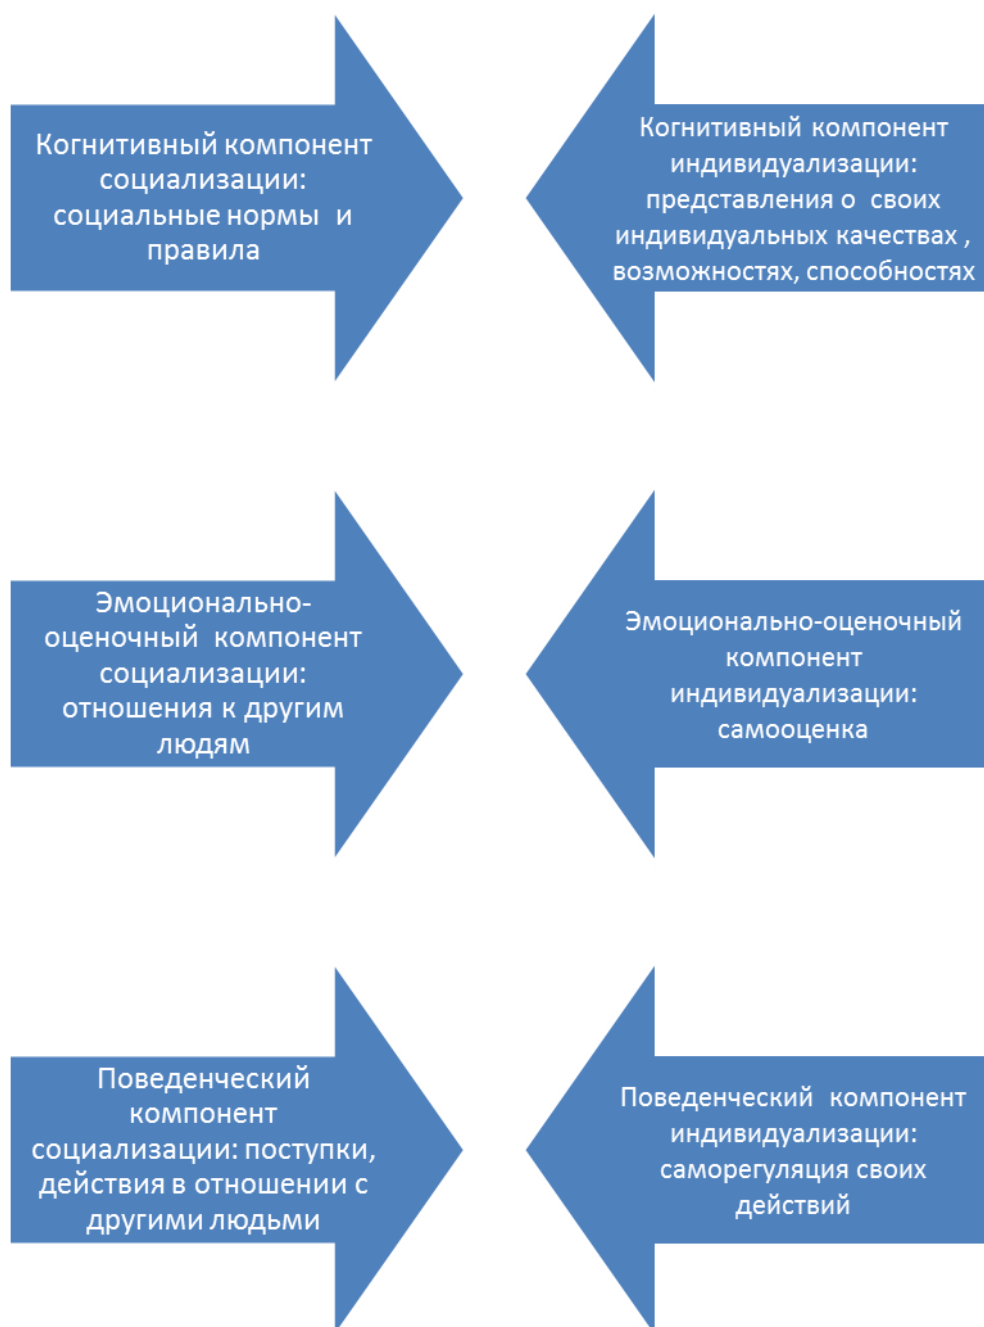 Когнитивный компонент
социализации:
социальные нормы и
правила
Когнитивный компонент
индивидуализации:
представления о своих
индивидуальных качествах ,
возможностях, способностях
Эмоционально-
оценочный компонент
социализации:
отношения к другим
людям
Эмоционально-оценочный
компонент
индивидуализации:
самооценка
Поведенческий
компонент
социализации: поступки,
действия в отношении с
другими людьми
Поведенческий компонент
индивидуализации:
саморегуляция своих
действий